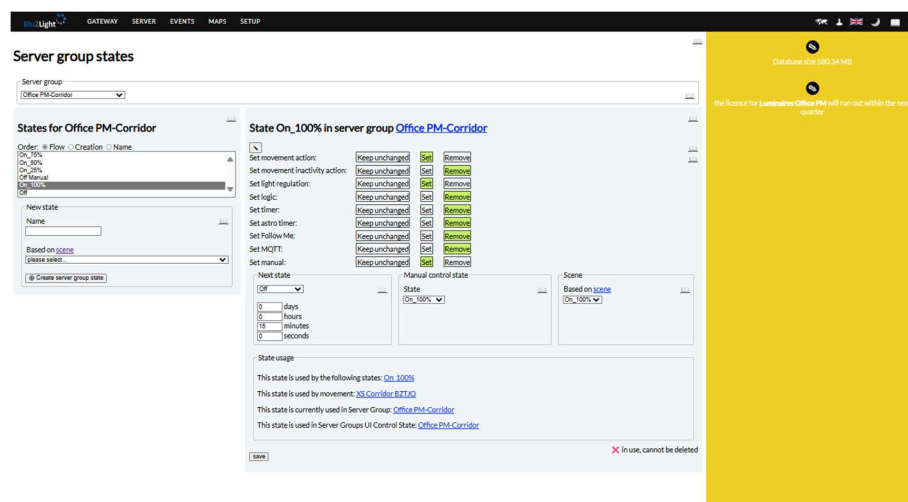 Blu2Light GATEWAY SERVER EVENTS MAPS SETUP
Server group states
Server group
Office PM-Corridor
States for Office PM-Corridor
Order: Flow Creation Name
On_75%
On_50%
On_25%
Off Manual
On_100%
Off
New state
Name
Based on scene
please select...
Create server group state
State On_100% in server group Office PM-Corridor
Set movement action: Keep unchanged Set Remove
Set movement inactivity action: Keep unchanged Set Remove
Set light regulation: Keep unchanged Set Remove
Set logic: Keep unchanged Set Remove
Set timer: Keep unchanged Set Remove
Set astro timer: Keep unchanged Set Remove
Set Follow Me: Keep unchanged Set Remove
Set MQTT: Keep unchanged Set Remove
Set manual: Keep unchanged Set Remove
Next state
Off
0 days
0 hours
15 minutes
0 seconds
Manual control state
State
On_100%
Scene
Based on scene
On_100%
State usage
This state is used by the following states: On_100%
This state is used by movement: XS Corridor BZTJO
This state is currently used in Server Group: Office PM-Corridor
This state is used in Server Groups UI Control State: Office PM-Corridor
in use, cannot be deleted
save
Database size 580.34 MB
the licence for Luminaires Office PM will run out within the next
quarter